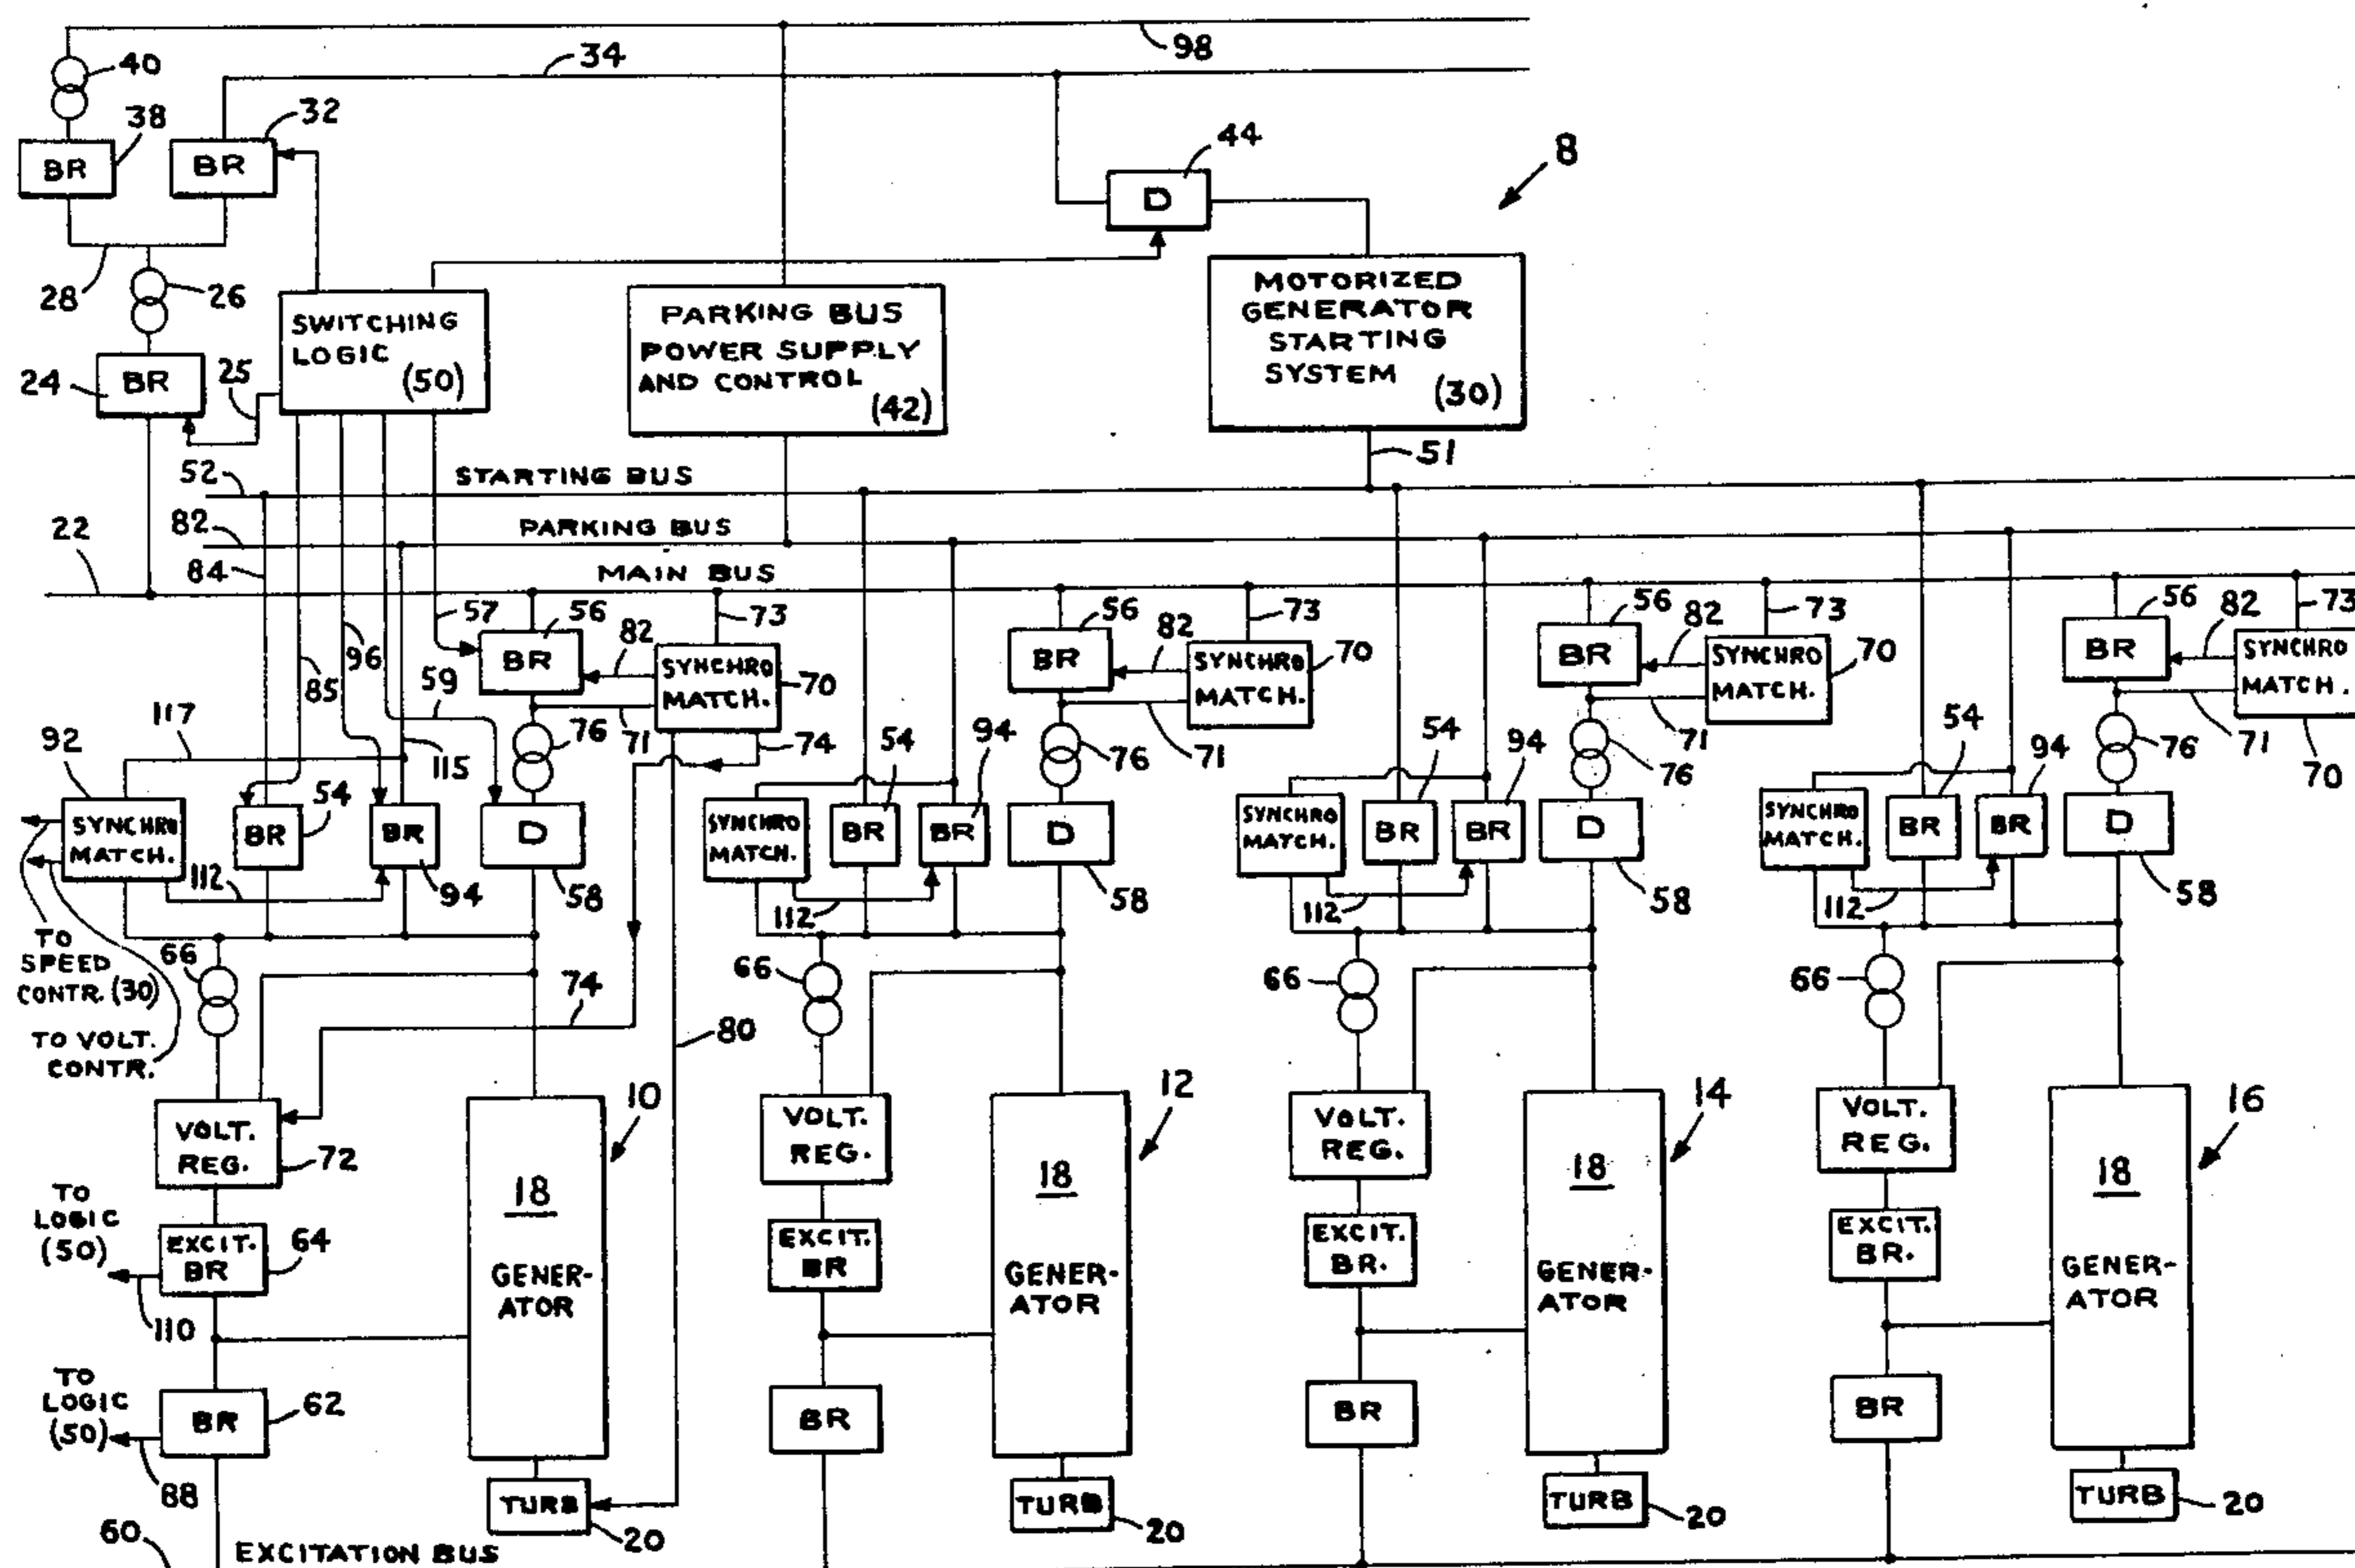 98
34
40
38
32
44
8
BR
BR
D
28
26
SWITCHING
LOGIC
(50)
PARKING BUS
POWER SUPPLY
AND CONTROL
(42)
MOTORIZED
GENERATOR
STARTING
SYSTEM
(30)
24
BR
25
51
52
STARTING BUS
82
PARKING BUS
22
84
MAIN BUS
57
56
73
56
73
56
73
56
82
73
BR
82
SYNCHRO
MATCH.
70
BR
82
SYNCHRO
MATCH.
70
BR
82
SYNCHRO
MATCH.
70
BR
SYNCHRO
MATCH.
70
85
96
59
117
115
76
71
74
76
71
76
71
76
71
92
SYNCHRO
MATCH.
BR
54
BR
94
D
58
SYNCHRO
MATCH.
54
BR
94
BR
D
58
SYNCHRO
MATCH.
54
BR
94
BR
D
58
SYNCHRO
MATCH.
54
BR
94
BR
D
58
112
112
112
112
TO
SPEED
CONTR. (30)
TO VOLT.
CONTR.
66
66
66
66
74
80
10
12
14
16
VOLT.
REG.
72
VOLT.
REG.
VOLT.
REG.
VOLT.
REG.
18
GENER-
ATOR
18
GENER-
ATOR
18
GENER-
ATOR
18
GENER-
ATOR
TO
LOGIC
(50)
EXCIT.
BR
64
110
EXCIT.
BR
EXCIT.
BR.
EXCIT.
BR.
TO
LOGIC
(50)
BR
62
88
BR
BR
BR
TURB
20
TURB
20
TURB
20
TURB
20
60
EXCITATION BUS